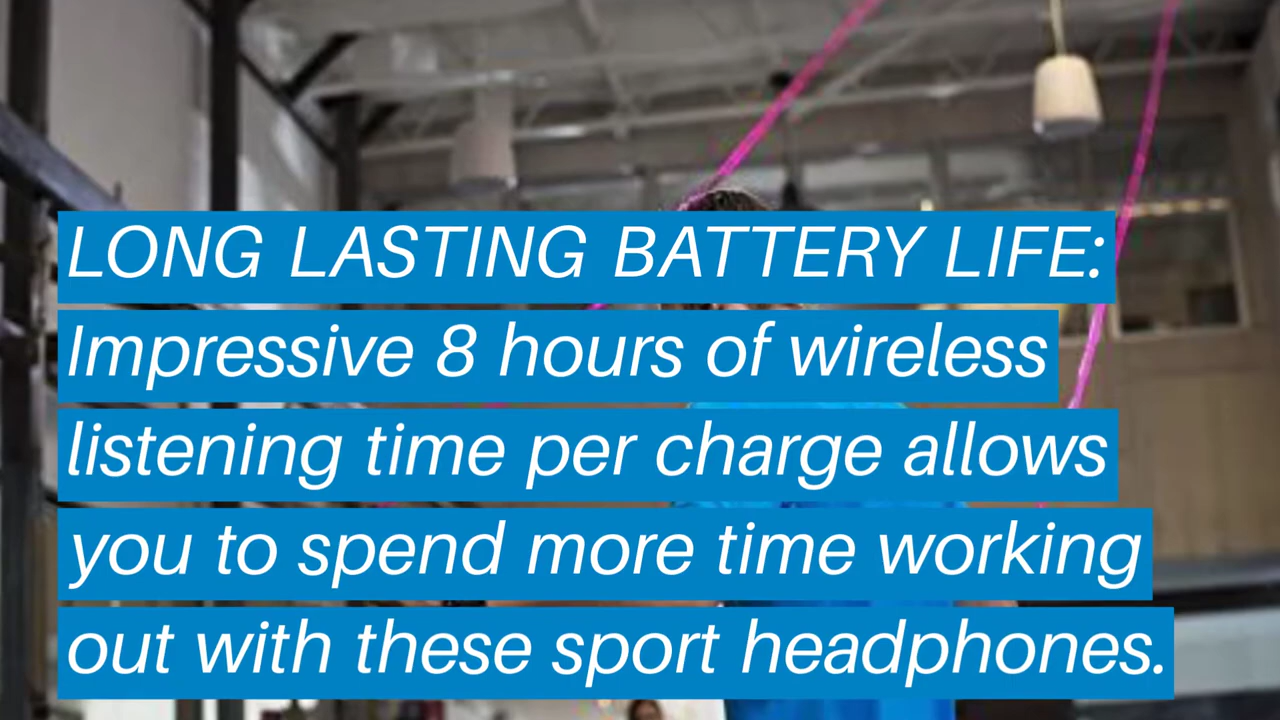 LONG LASTING BATTERY LIFE:
Impressive 8 hours of wireless
listening time per charge allows
you to spend more time working
out with these sport headphones.